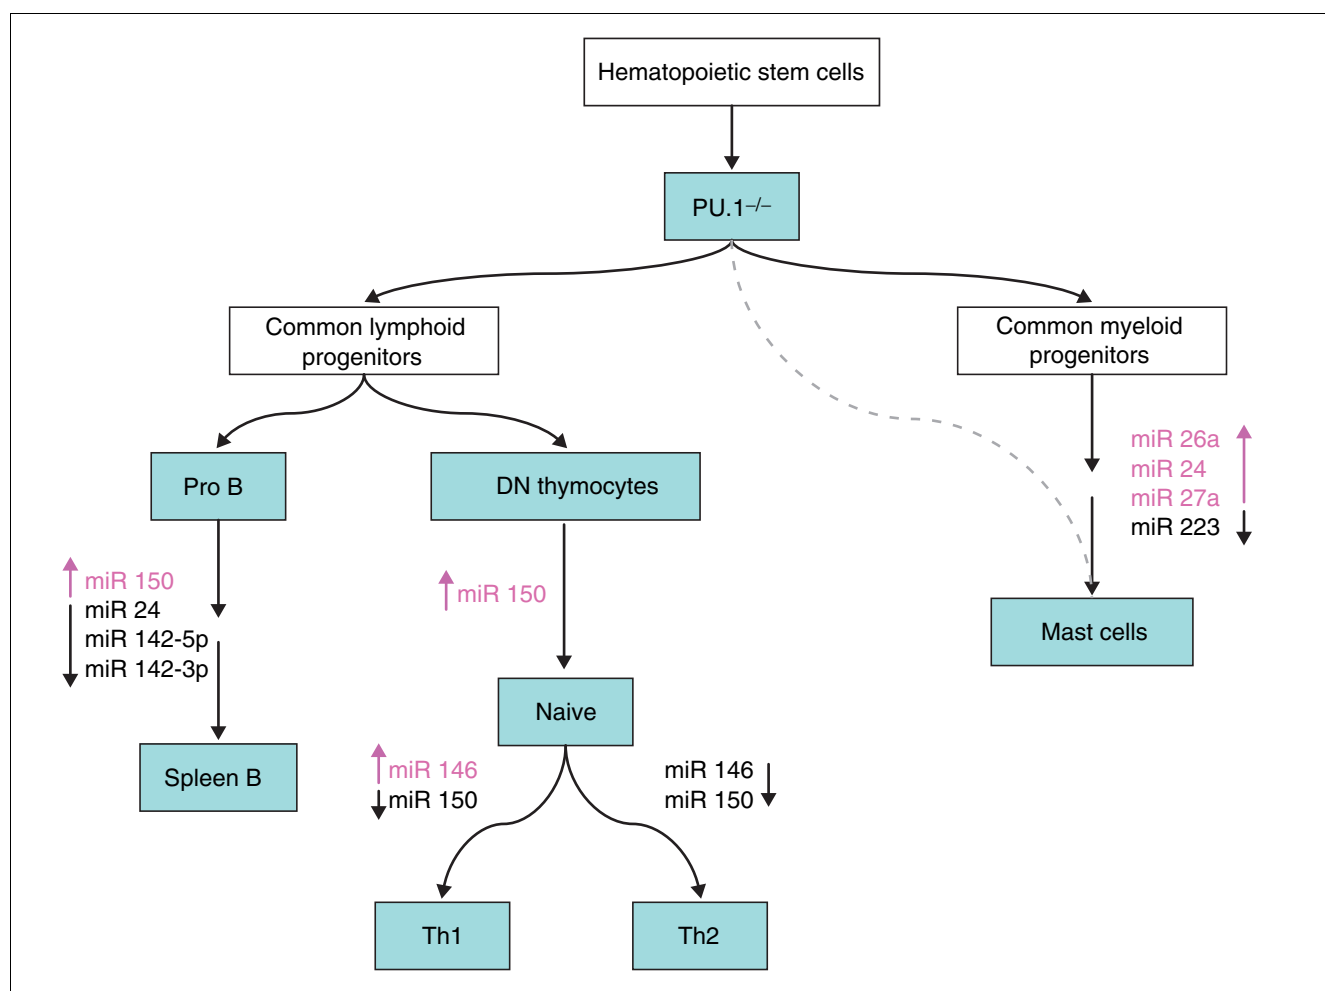 Hematopoietic stem cells
PU.1–/–
Common lymphoid
progenitors
Common myeloid
progenitors
miR 26a
miR 24
miR 27a
miR 223
Pro B
DN thymocytes
miR 150
miR 24
miR 142-5p
miR 142-3p
miR 150
Mast cells
Naive
Spleen B
miR 146
miR 150
miR 146
miR 150
Th1
Th2